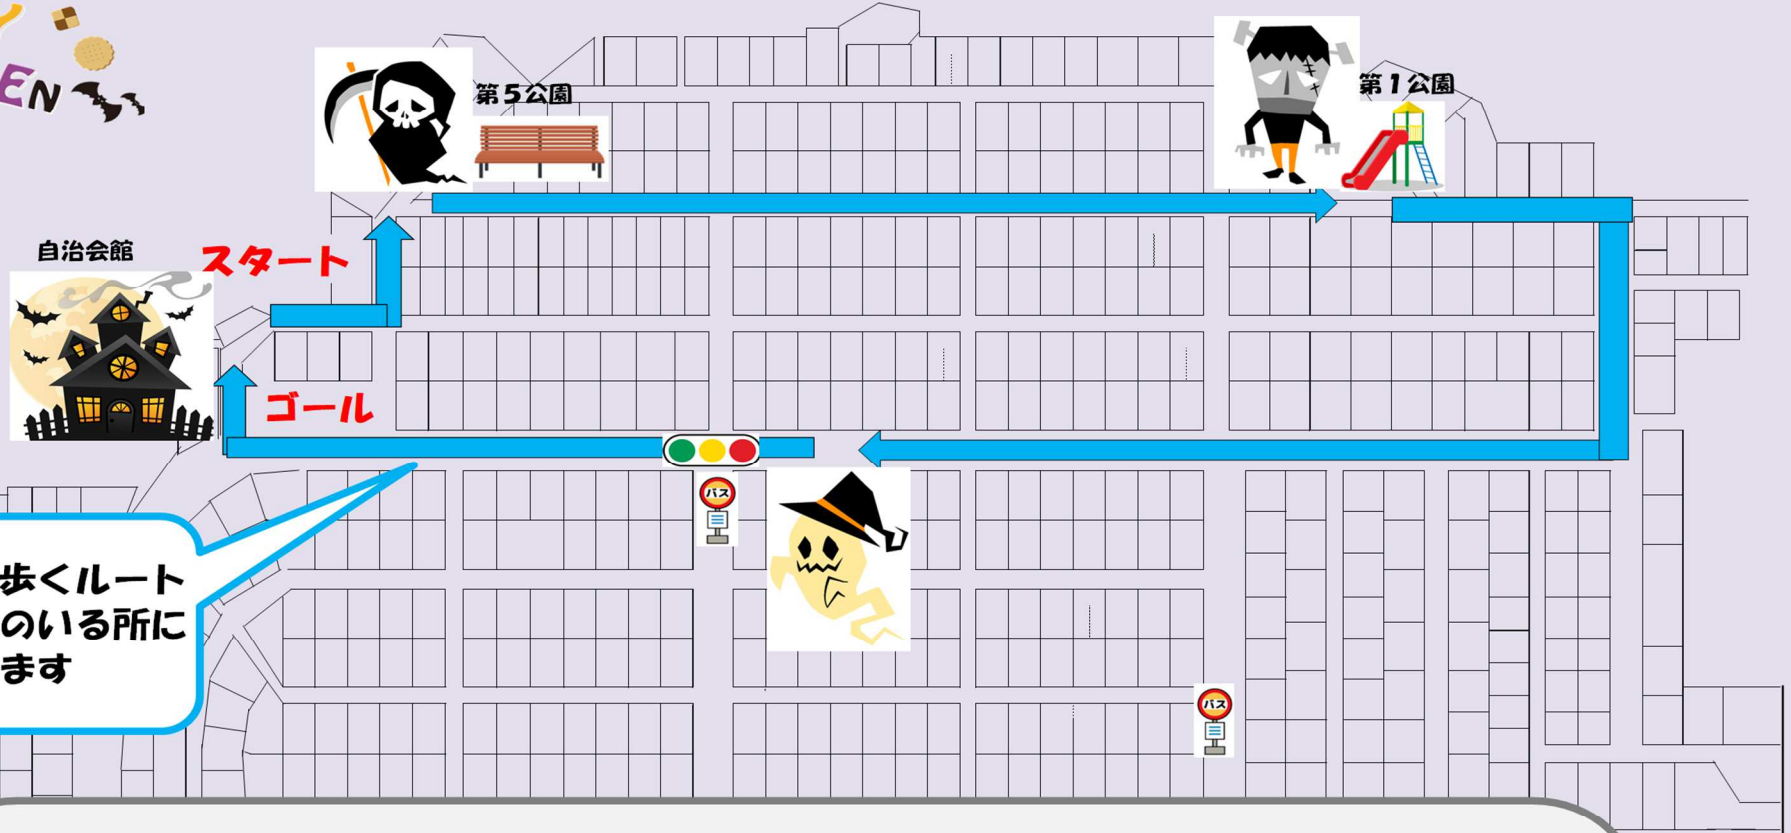 EN
第5公園
第1公園
自治会館
スタート
ゴール
バス
歩くルート
のいる所に
ます
バス